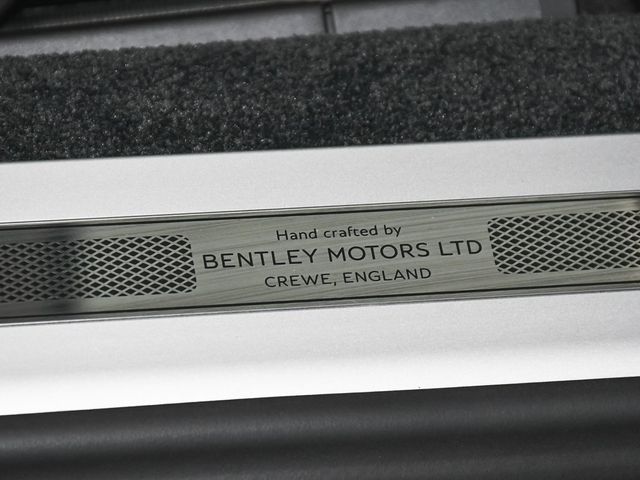 Hand crafted by
BENTLEY MOTORS LTD
CREWE, ENGLAND